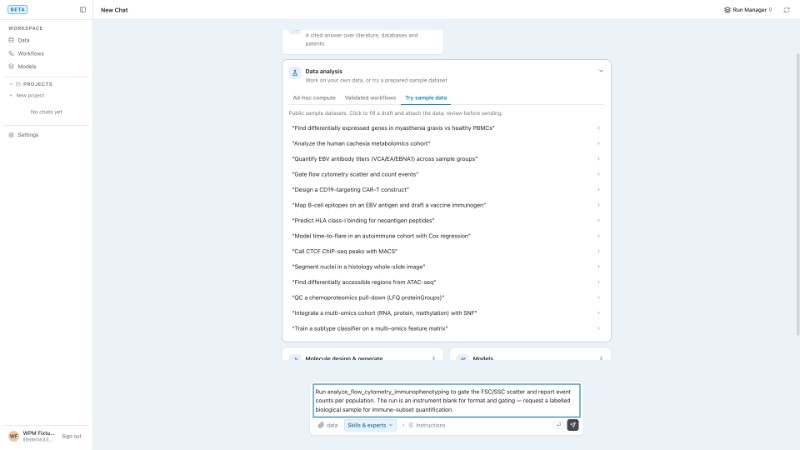 BETA
New Chat
Run Manager 0
WORKSPACE
Data
Workflows
Models
PROJECTS
+ New project
No chats yet
Settings
A cited answer over literature, databases and
patents
Data analysis
Work on your own data, or try a prepared sample dataset
Ad-hoc compute Validated workflows Try sample data
Public sample datasets. Click to fill a draft and attach the data; review before sending.
"Find differentially expressed genes in myasthenia gravis vs healthy PBMCs"
"Analyze the human cachexia metabolomics cohort"
"Quantify EBV antibody titers (VCA/EA/EBNA1) across sample groups"
"Gate flow cytometry scatter and count events"
"Design a CD19-targeting CAR-T construct"
"Map B-cell epitopes on an EBV antigen and draft a vaccine immunogen"
"Predict HLA class-I binding for neoantigen peptides"
"Model time-to-flare in an autoimmune cohort with Cox regression"
"Call CTCF ChIP-seq peaks with MACS"
"Segment nuclei in a histology whole-slide image"
"Find differentially accessible regions from ATAC-seq"
"QC a chemoproteomics pull-down (LFQ proteinGroups)"
"Integrate a multi-omics cohort (RNA, protein, methylation) with SNF"
"Train a subtype classifier on a multi-omics feature matrix"
Molecule design & generate
Models
Run analyze_flow_cytometry_immunophenotyping to gate the FSC/SSC scatter and report event
counts per population. The run is an instrument blank for format and gating — request a labelled
biological sample for immune-subset quantification.
data Skills & experts Instructions
WF WPM Fixtu... Sign out